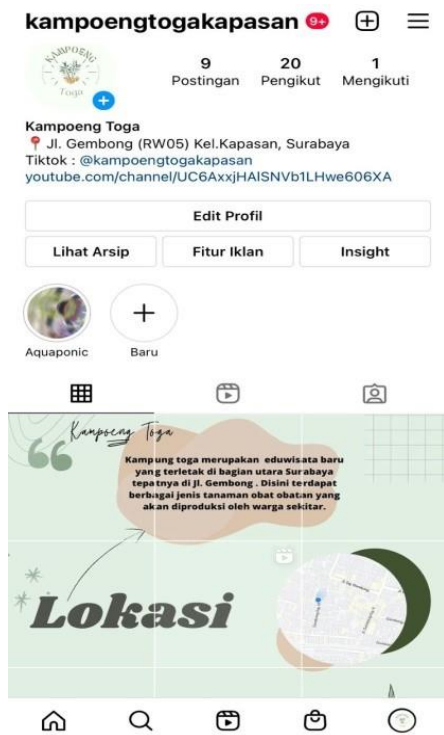 kampoengtogakapasan 9+
KAMPOENG
Toga
9 20 1
Postingan Pengikut Mengikuti
Kampoeng Toga
Jl. Gembong (RW05) Kel.Kapasan, Surabaya
Tiktok : @kampoengtogakapasan
youtube.com/channel/UC6AxxjHAlSNVb1LHwe606XA
Edit Profil
Lihat Arsip Fitur Iklan Insight
Aquaponic Baru
Kampoeng Toga
Kampung toga merupakan eduwisata baru
yang terletak di bagian utara Surabaya
tepatnya di Jl. Gembong . Disini terdapat
berbagai jenis tanaman obat obatan yang
akan diproduksi oleh warga sekitar.
Lokasi